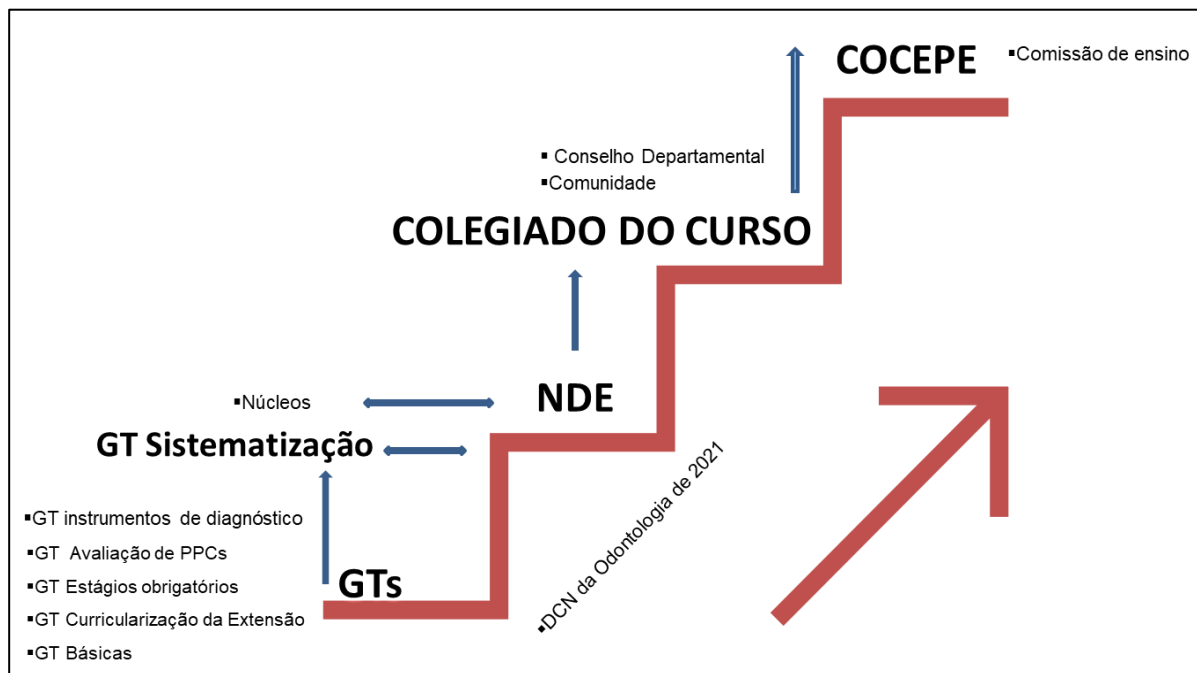 COCEPE
▪Comissão de ensino
▪ Conselho Departamental
▪Comunidade
COLEGIADO DO CURSO
▪Núcleos
NDE
GT Sistematização
▪DCN da Odontologia de 2021
▪GT instrumentos de diagnóstico
▪GT Avaliação de PPCs
▪GT Estágios obrigatórios
▪GT Curricularização da Extensão
▪GT Básicas
GTs